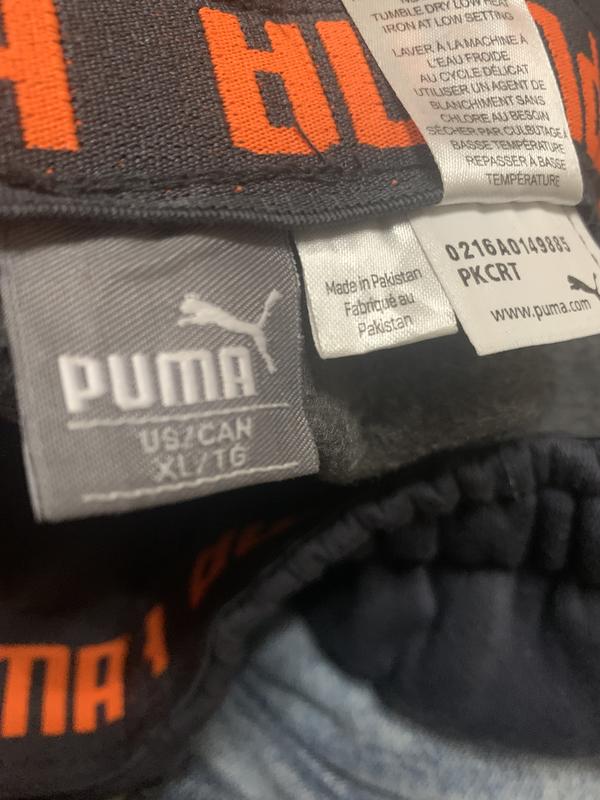 TUMBLE DRY LOW HEAT
IRON AT LOW SETTING
LAVER À LA MACHINE À
L'EAU FROIDE
AU CYCLE DÉLICAT
UTILISER UN AGENT DE
BLANCHIMENT SANS
CHLORE AU BESOIN
SÉCHER PAR CULBUTAGE À
BASSE TEMPÉRATURE
REPASSER À BASSE
TEMPÉRATURE
0216A0149885
PKCRT
www.puma.com
Made in Pakistan
Fabriqué au
Pakistan
PUMA
US/CAN
XL/TG
MA